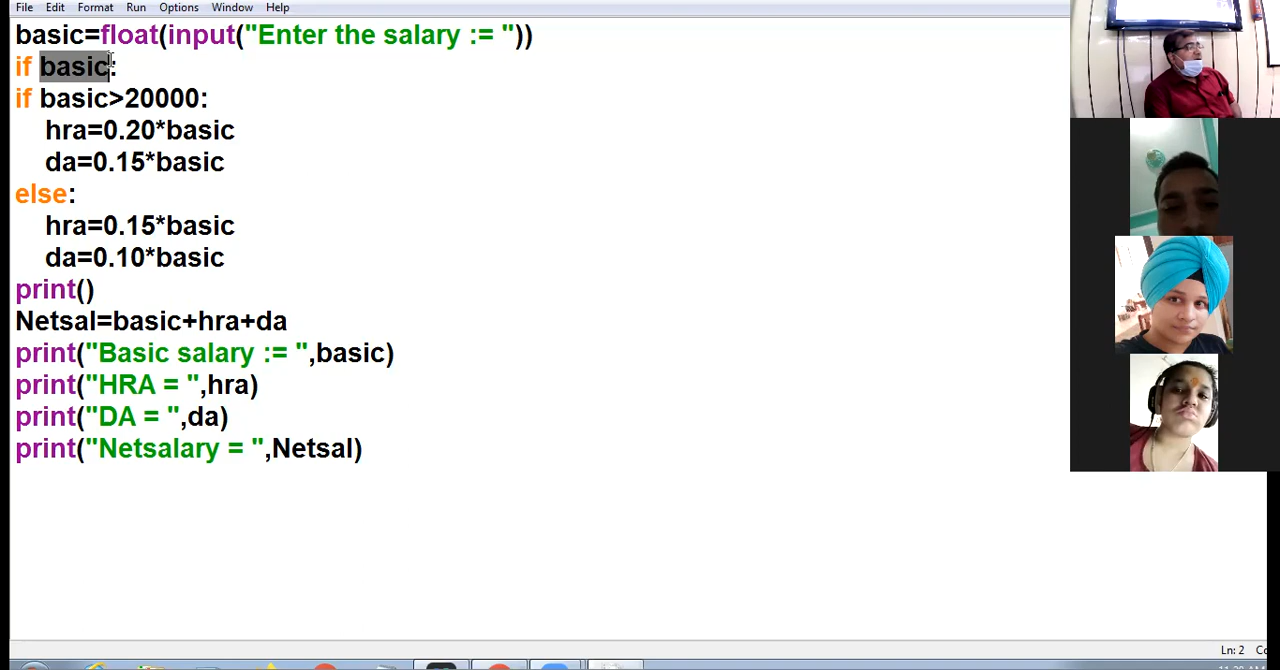 File Edit Format Run Options Window Help
basic=float(input("Enter the salary := "))
if basic:
if basic>20000:
hra=0.20*basic
da=0.15*basic
else:
hra=0.15*basic
da=0.10*basic
print()
Netsal=basic+hra+da
print("Basic salary := ",basic)
print("HRA = ",hra)
print("DA = ",da)
print("Netsalary = ",Netsal)
Ln: 2